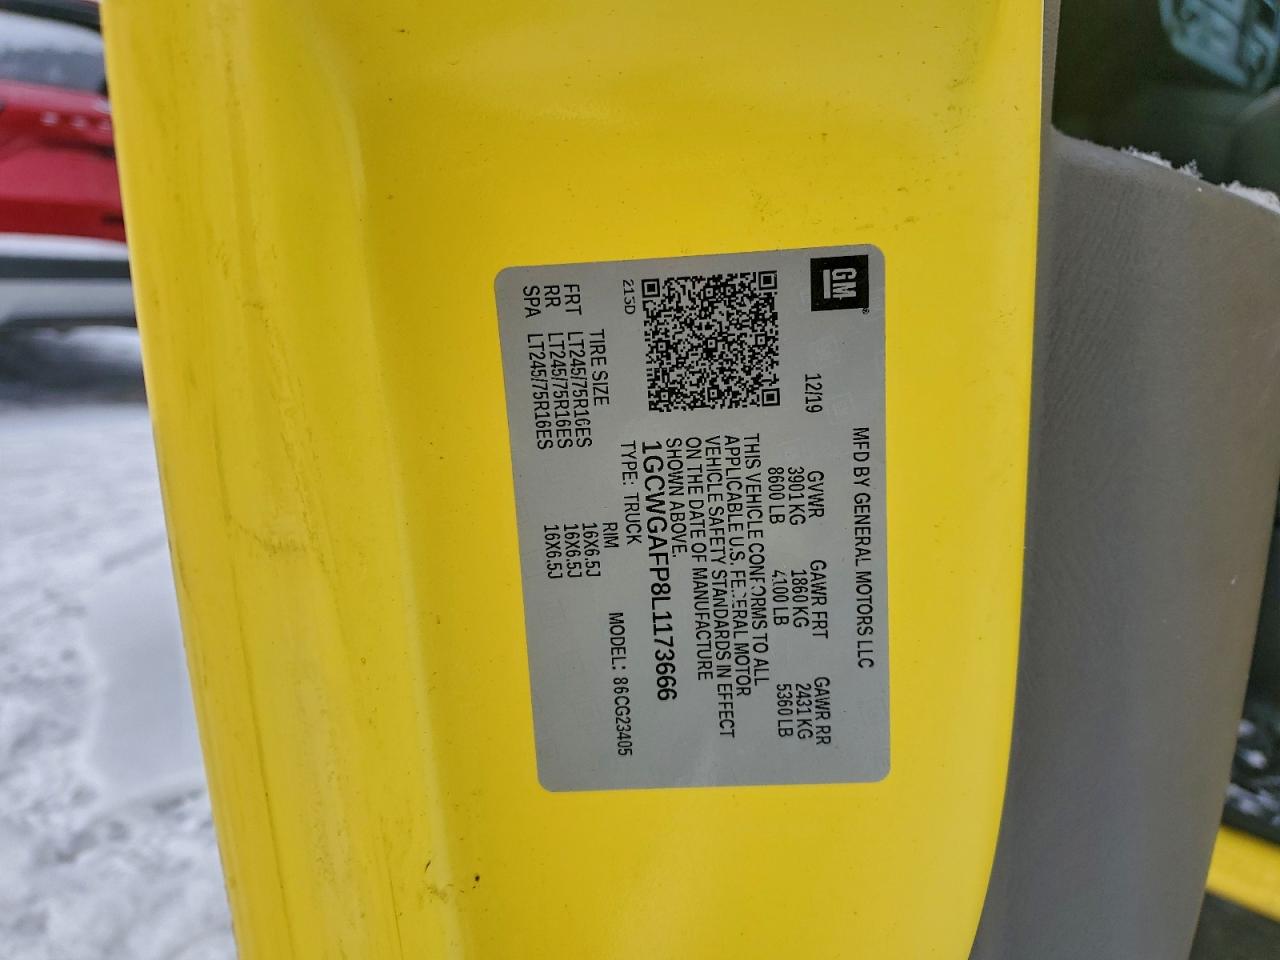 GM
MFD BY GENERAL MOTORS LLC
12/19 GVWR GAWR FRT GAWR RR
3901 KG 1860 KG 2431 KG
8600 LB 4100 LB 5360 LB
THIS VEHICLE CONFORMS TO ALL
APPLICABLE U.S. FEDERAL MOTOR
VEHICLE SAFETY STANDARDS IN EFFECT
ON THE DATE OF MANUFACTURE
SHOWN ABOVE.
1GCWGAFP8L1173666
TYPE: TRUCK MODEL: 86CG23405
TIRE SIZE RIM
FRT LT245/75R16ES 16X6.5J
RR LT245/75R16ES 16X6.5J
SPA LT245/75R16ES 16X6.5J